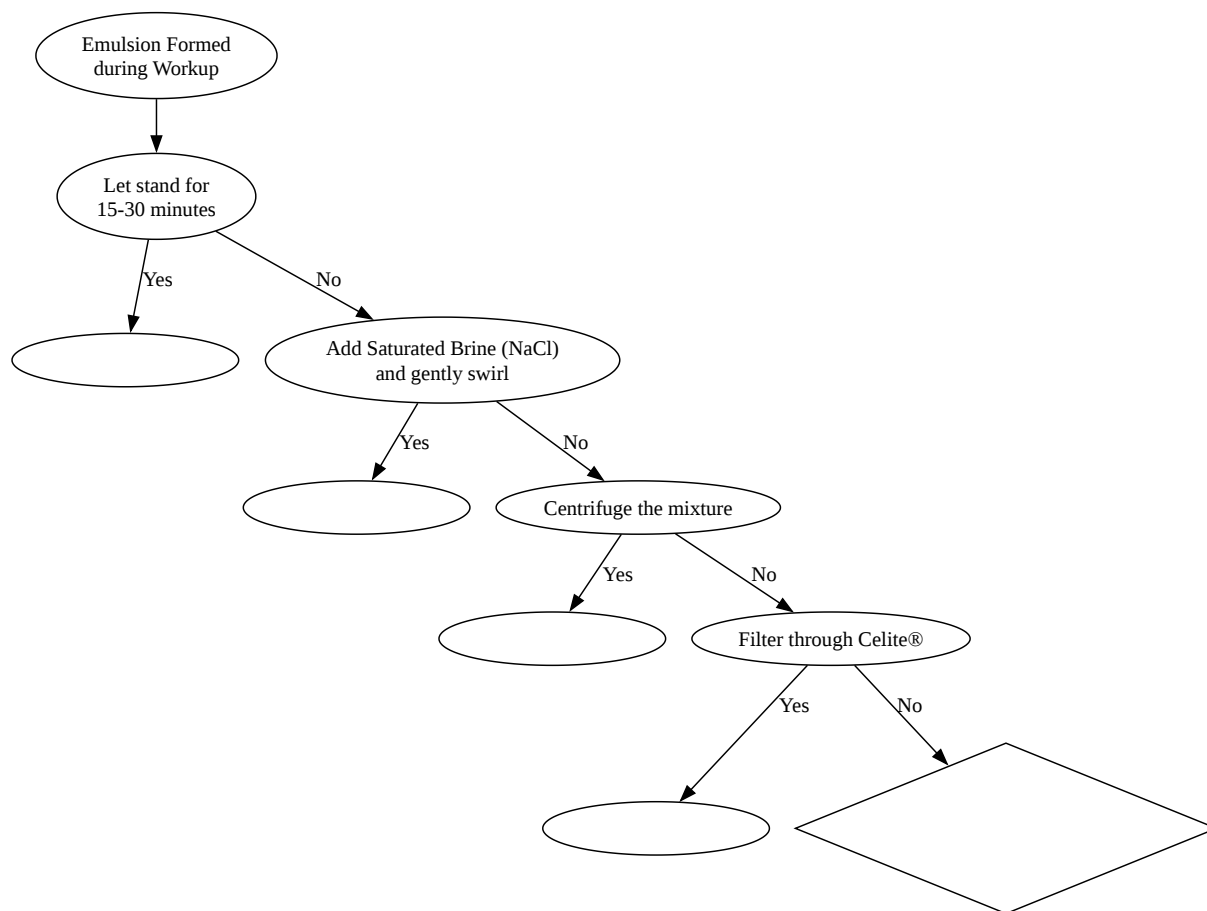 Emulsion Formed
during Workup
Let stand for
15-30 minutes
Yes
No
Add Saturated Brine (NaCl)
and gently swirl
Yes
No
Centrifuge the mixture
Yes
No
Filter through Celite®
Yes
No